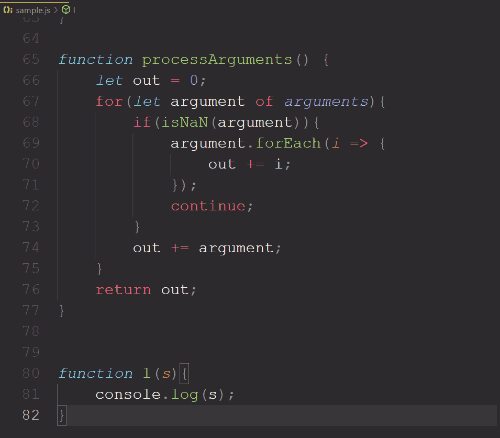 sample.js > l
63 }
64
65 function processArguments() {
66     let out = 0;
67     for(let argument of arguments){
68         if(isNaN(argument)){
69             argument.forEach(i => {
70                 out += i;
71             });
72             continue;
73         }
74         out += argument;
75     }
76     return out;
77 }
78
79
80 function l(s){
81     console.log(s);
82 }